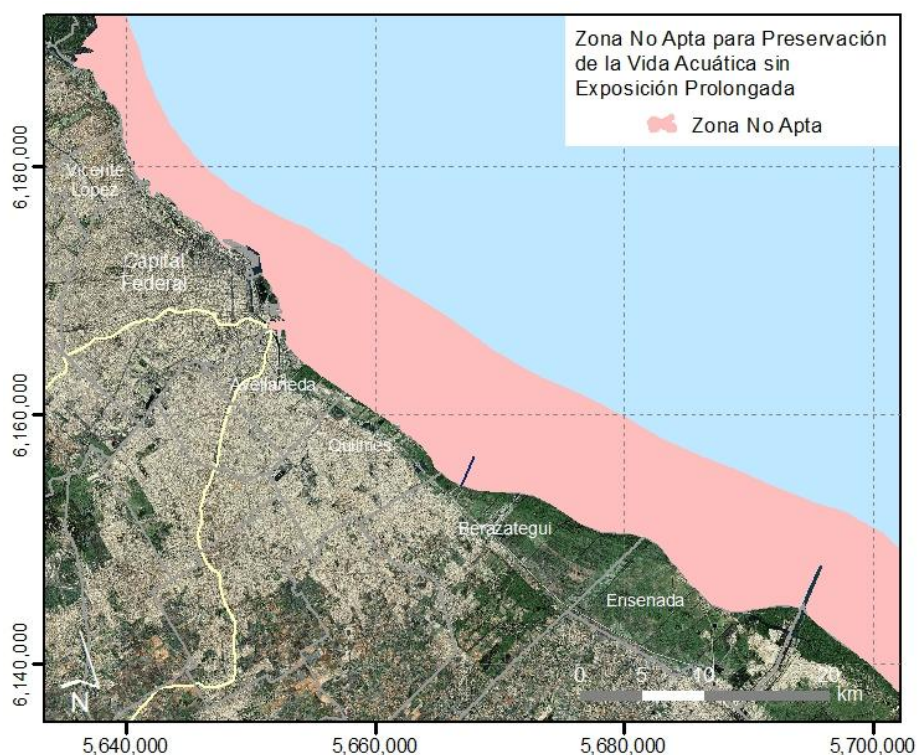 Zona No Apta para Preservación
de la Vida Acuática sin
Exposición Prolongada
Zona No Apta
6,180,000
Vicente
López
Capital
Federal
Avellaneda
6,160,000
Quilmes
Berazategui
Ensenada
6,140,000
N
0 5 10 20
km
5,640,000 5,660,000 5,680,000 5,700,000